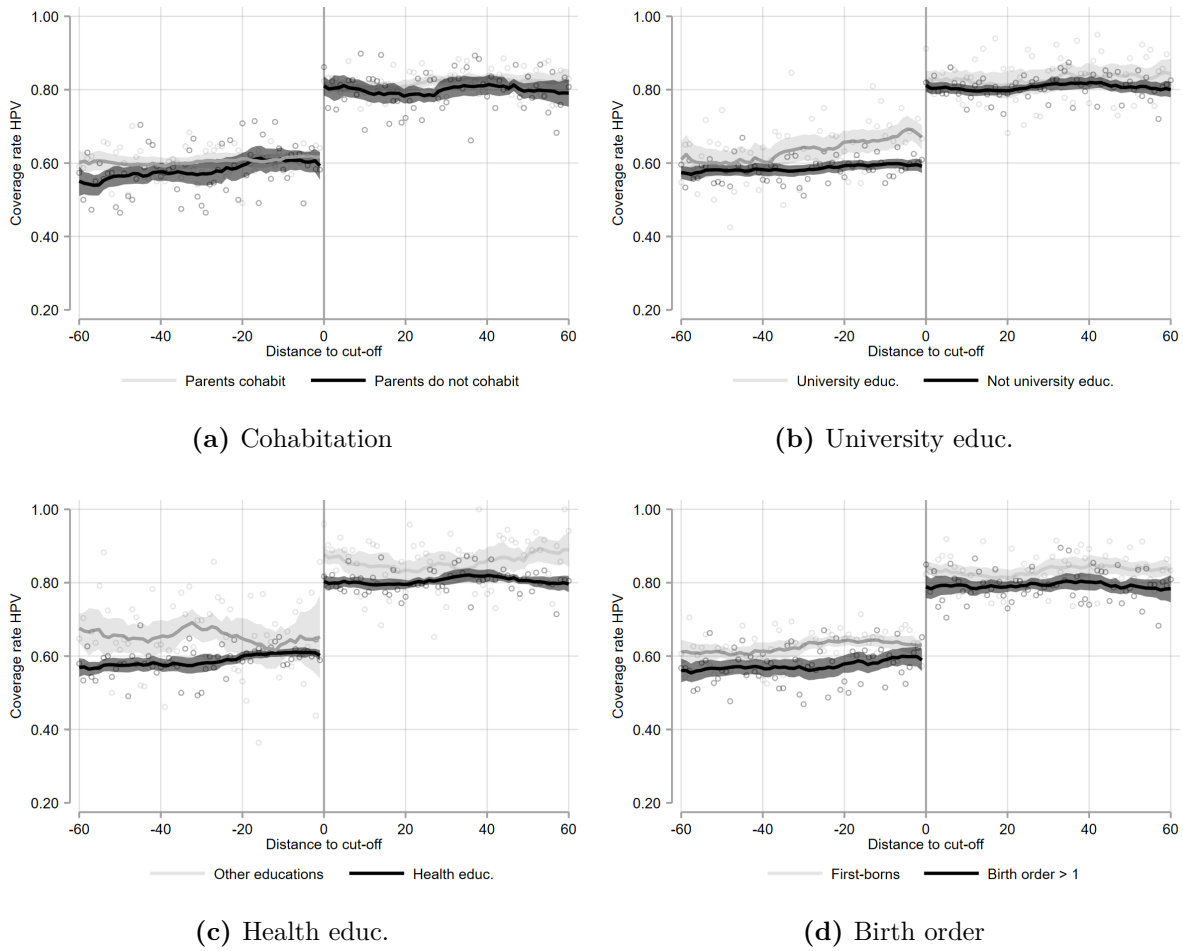 1.00
0.80
0.60
0.40
0.20
Coverage rate HPV
-60 -40 -20 0 20 40 60
Distance to cut-off
Parents cohabit Parents do not cohabit
(a) Cohabitation
1.00
0.80
0.60
0.40
0.20
Coverage rate HPV
-60 -40 -20 0 20 40 60
Distance to cut-off
University educ. Not university educ.
(b) University educ.
1.00
0.80
0.60
0.40
0.20
Coverage rate HPV
-60 -40 -20 0 20 40 60
Distance to cut-off
Other educations Health educ.
(c) Health educ.
1.00
0.80
0.60
0.40
0.20
Coverage rate HPV
-60 -40 -20 0 20 40 60
Distance to cut-off
First-borns Birth order > 1
(d) Birth order